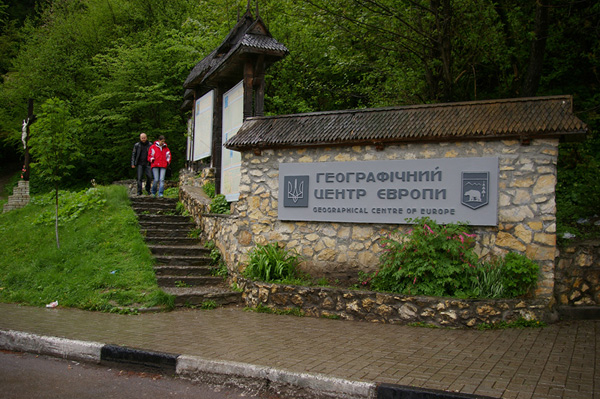 ГЕОГРАФІЧНИЙ
ЦЕНТР ЄВРОПИ
GEOGRAPHICAL CENTRE OF EUROPE